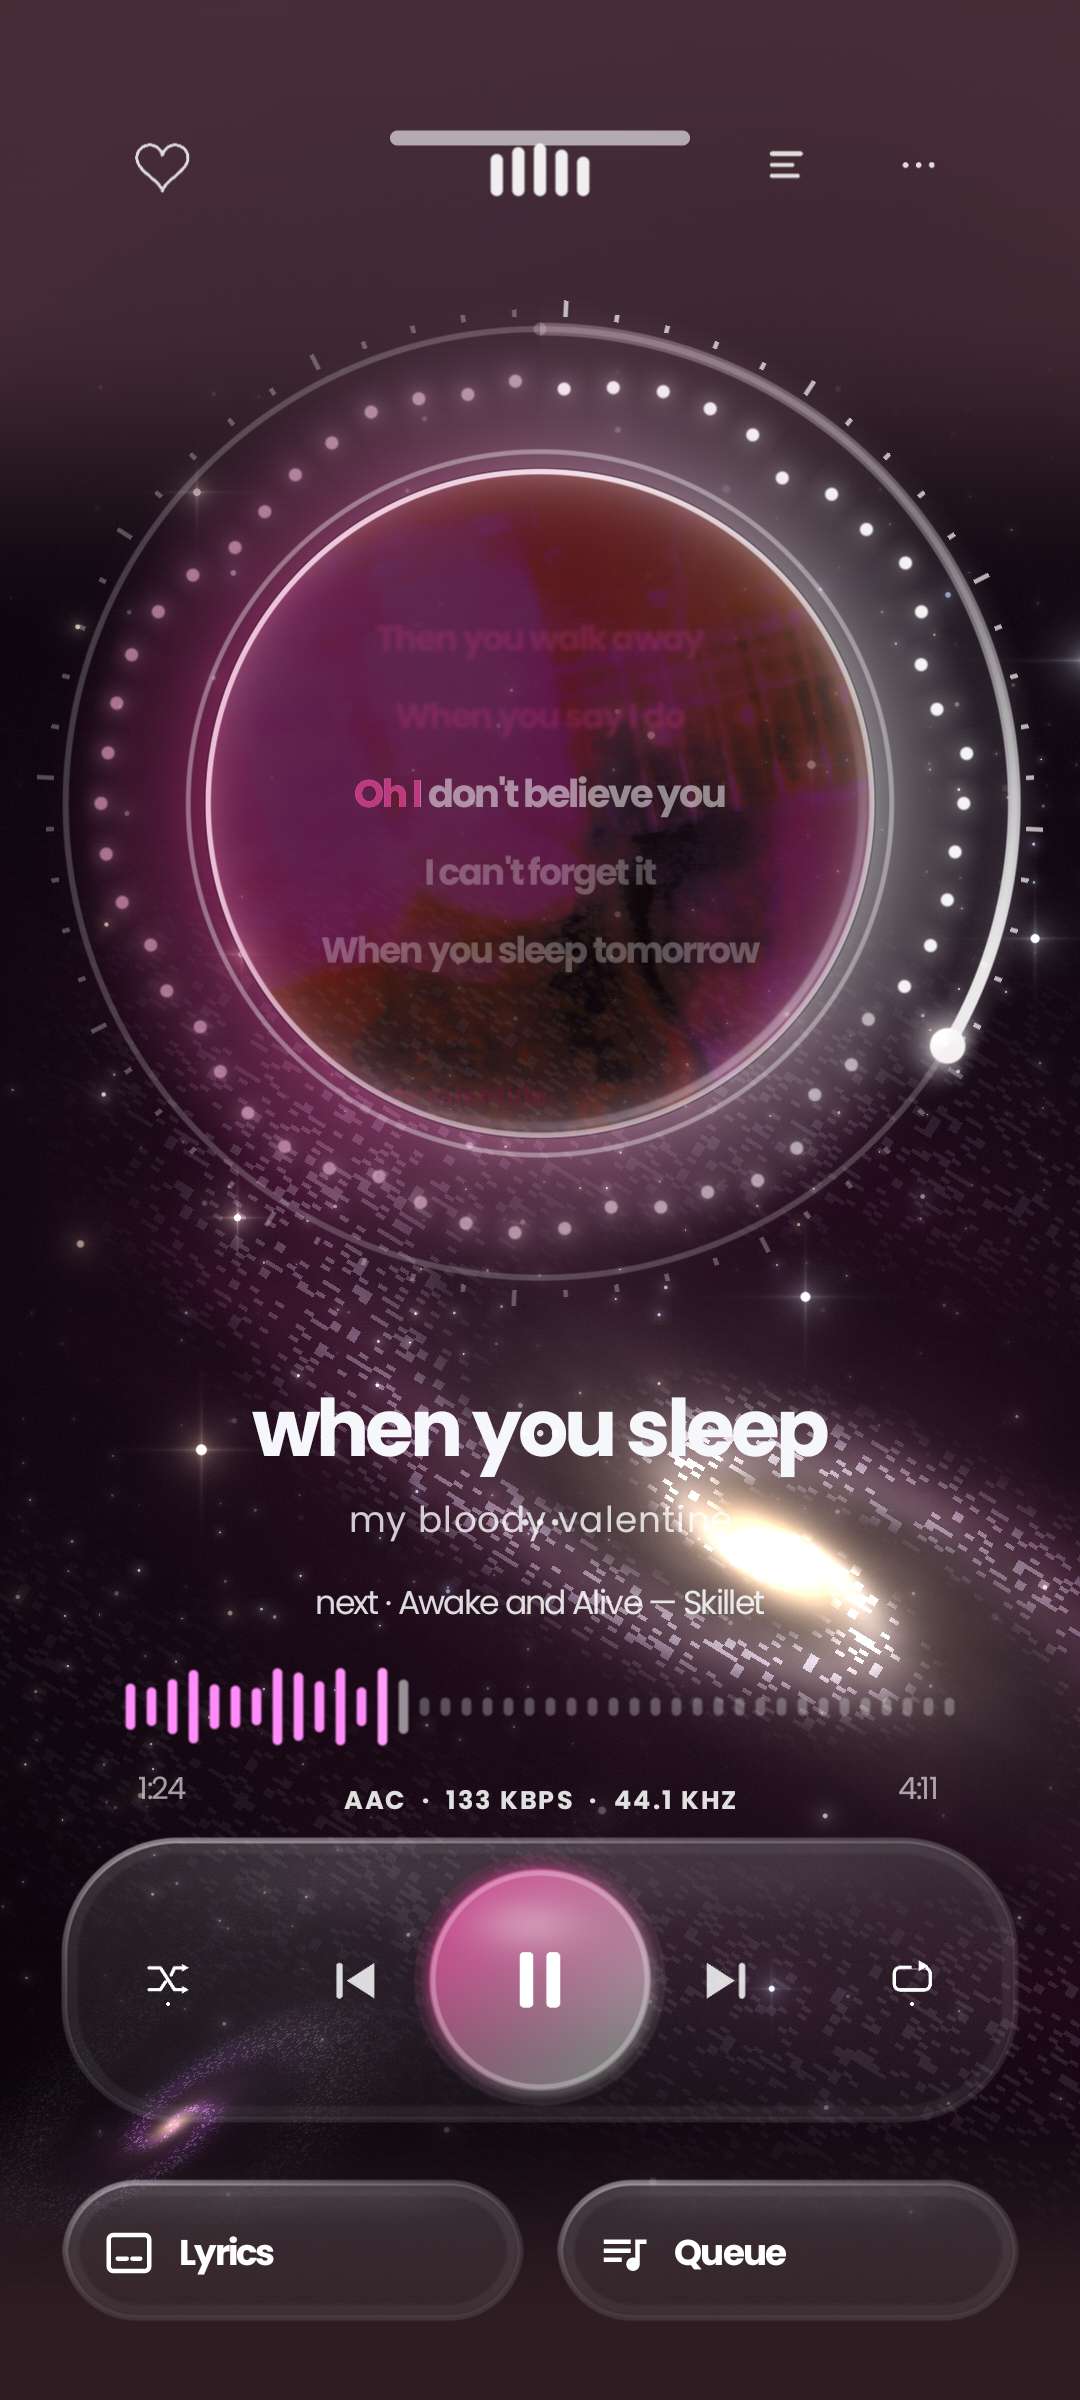 Then you walk away
When you say I do
Oh I don't believe you
I can't forget it
When you sleep tomorrow
when you sleep
my bloody valentine
next · Awake and Alive — Skillet
1:24
AAC · 133 KBPS · 44.1 KHZ
4:11
Lyrics
Queue